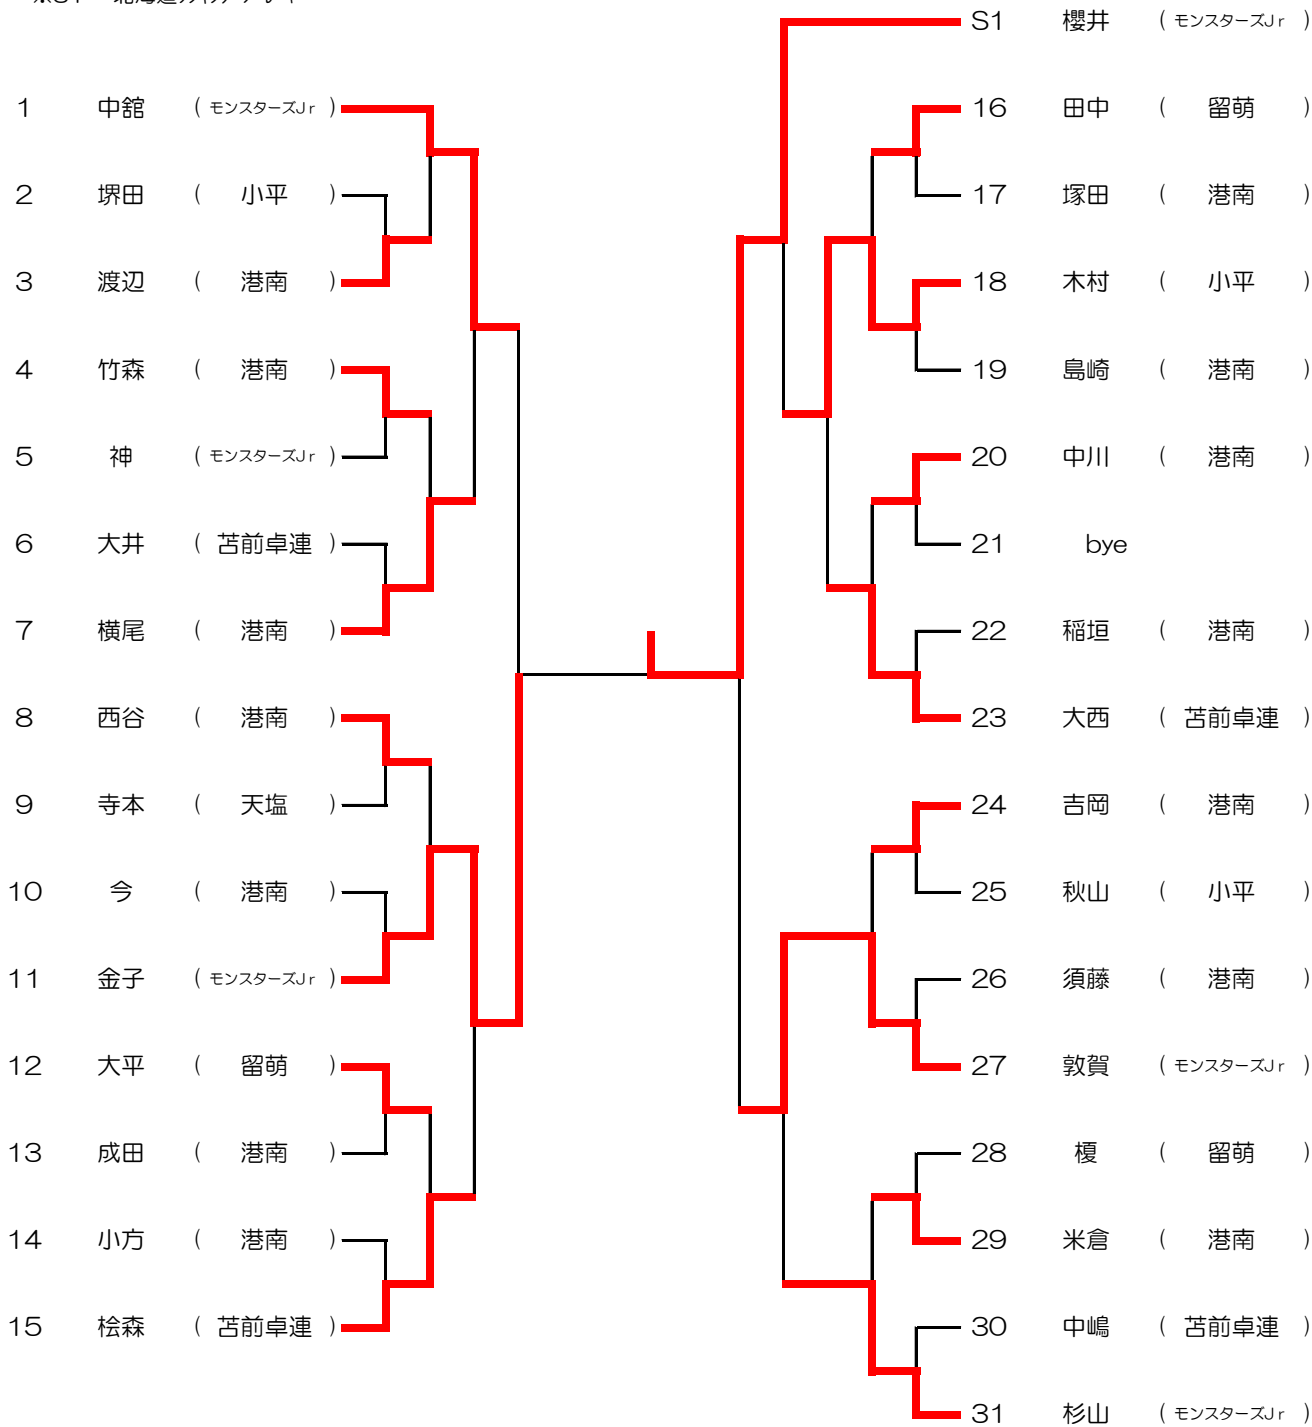 S1 櫻井 ( モンスターズJr )
1 中舘 ( モンスターズJr )
2 堺田 ( 小平 )
3 渡辺 ( 港南 )
4 竹森 ( 港南 )
5 神 ( モンスターズJr )
6 大井 ( 苫前卓連 )
7 横尾 ( 港南 )
8 西谷 ( 港南 )
9 寺本 ( 天塩 )
10 今 ( 港南 )
11 金子 ( モンスターズJr )
12 大平 ( 留萌 )
13 成田 ( 港南 )
14 小方 ( 港南 )
15 桧森 ( 苫前卓連 )
16 田中 ( 留萌 )
17 塚田 ( 港南 )
18 木村 ( 小平 )
19 島崎 ( 港南 )
20 中川 ( 港南 )
21 bye
22 稲垣 ( 港南 )
23 大西 ( 苫前卓連 )
24 吉岡 ( 港南 )
25 秋山 ( 小平 )
26 須藤 ( 港南 )
27 敦賀 ( モンスターズJr )
28 榎 ( 留萌 )
29 米倉 ( 港南 )
30 中嶋 ( 苫前卓連 )
31 杉山 ( モンスターズJr )